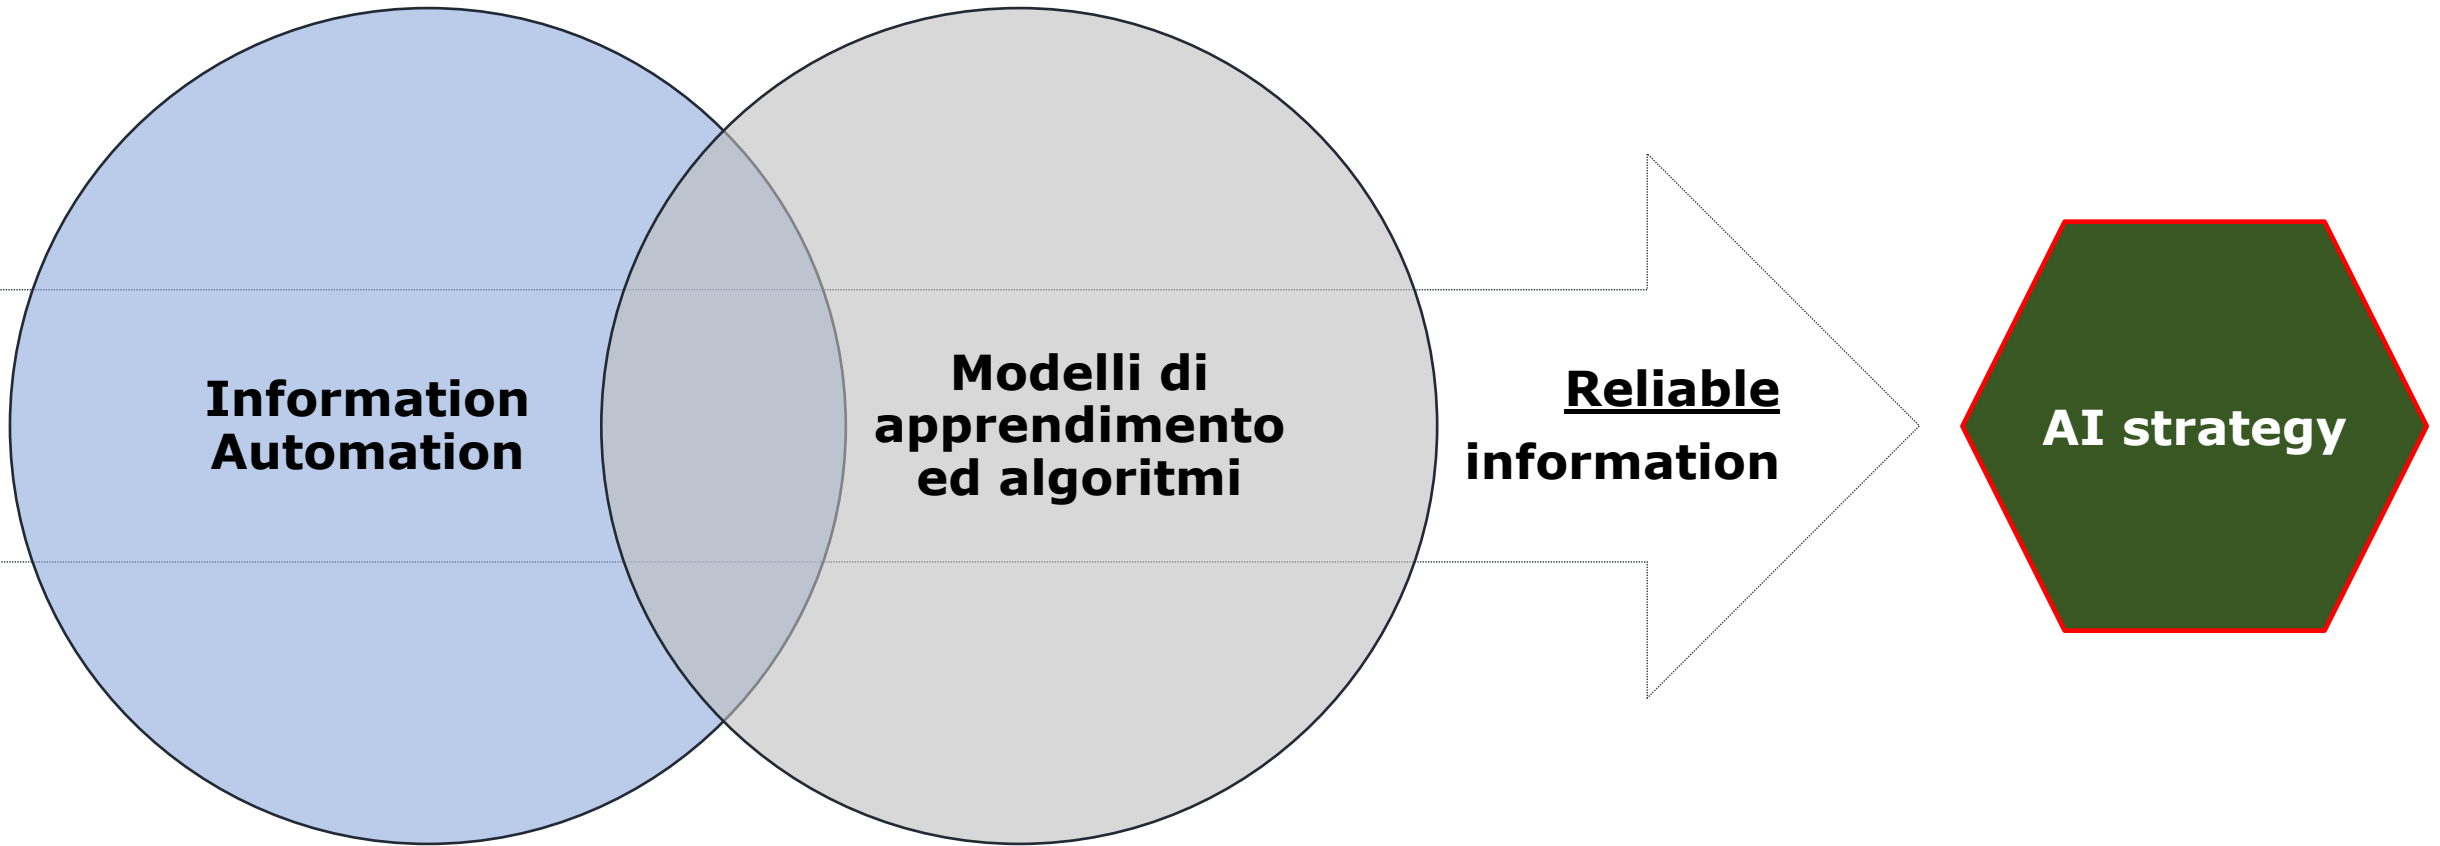 Information
Automation
Modelli di
apprendimento
ed algoritmi
Reliable
information
AI strategy